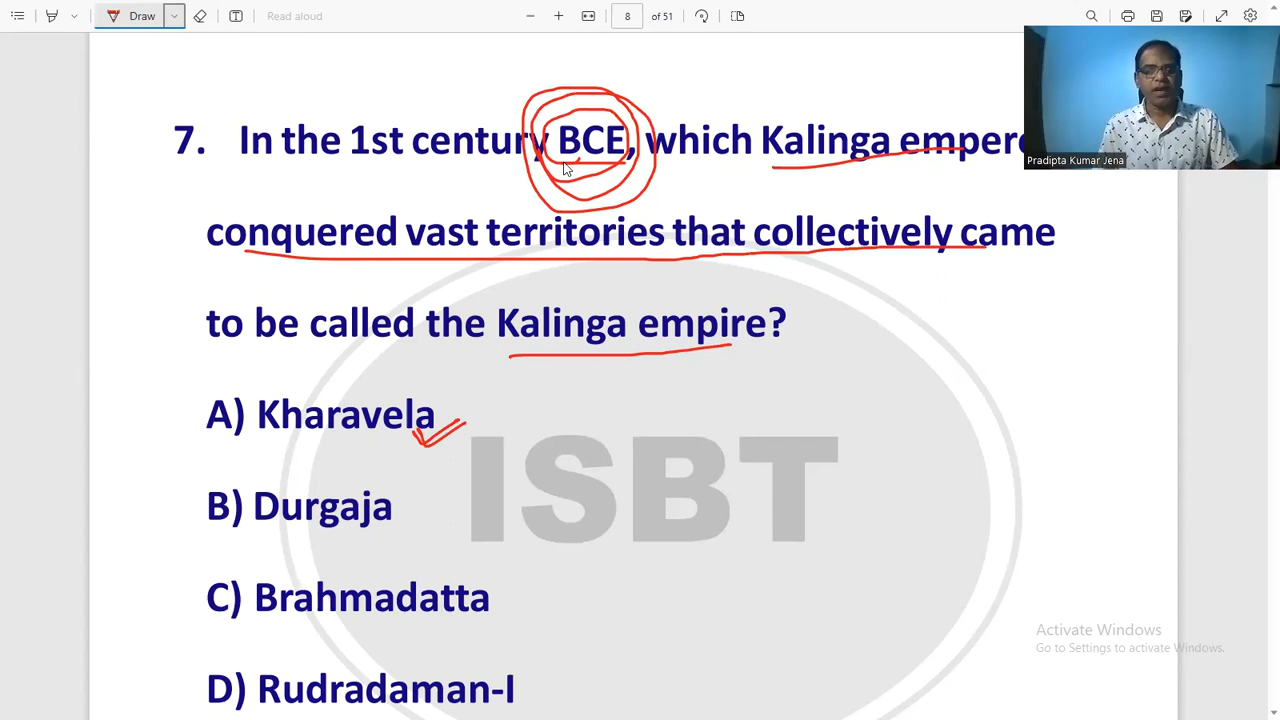 Draw
Read aloud
8 of 51
Pradipta Kumar Jena
7. In the 1st century BCE, which Kalinga
conquered vast territories that collectively came
to be called the Kalinga empire?
A) Kharavela
B) Durgaja
C) Brahmadatta
D) Rudradaman-I
ISBT
Activate Windows
Go to Settings to activate Windows.